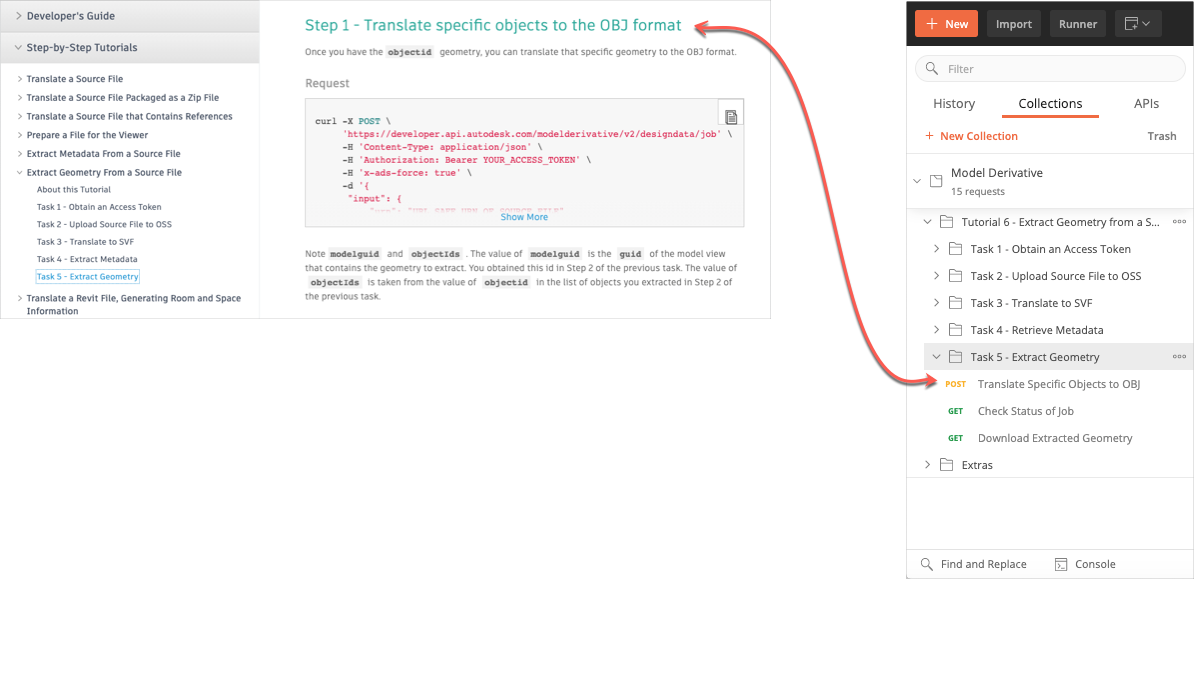 Developer's Guide
Step-by-Step Tutorials
Translate a Source File
Translate a Source File Packaged as a Zip File
Translate a Source File that Contains References
Prepare a File for the Viewer
Extract Metadata From a Source File
Extract Geometry From a Source File
About this Tutorial
Task 1 - Obtain an Access Token
Task 2 - Upload Source File to OSS
Task 3 - Translate to SVF
Task 4 - Extract Metadata
Task 5 - Extract Geometry
Translate a Revit File, Generating Room and Space
Information
Step 1 - Translate specific objects to the OBJ format
Once you have the objectid geometry, you can translate that specific geometry to the OBJ format.
Request
curl -X POST \
'https://developer.api.autodesk.com/modelderivative/v2/designdata/job' \
-H 'Content-Type: application/json' \
-H 'Authorization: Bearer YOUR_ACCESS_TOKEN' \
-H 'x-ads-force: true' \
-d '{
"input": {
Show More
Note modelguid and objectIds . The value of modelguid is the guid of the model view
that contains the geometry to extract. You obtained this id in Step 2 of the previous task. The value of
objectIds is taken from the value of objectid in the list of objects you extracted in Step 2 of
the previous task.
+ New Import Runner
Filter
History Collections APIs
+ New Collection Trash
Model Derivative
15 requests
Tutorial 6 - Extract Geometry from a S...
Task 1 - Obtain an Access Token
Task 2 - Upload Source File to OSS
Task 3 - Translate to SVF
Task 4 - Retrieve Metadata
Task 5 - Extract Geometry
POST Translate Specific Objects to OBJ
GET Check Status of Job
GET Download Extracted Geometry
Extras
Find and Replace Console